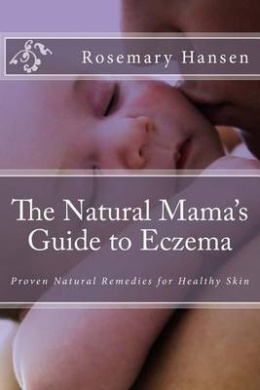 Rosemary Hansen
The Natural Mama's
Guide to Eczema
Proven Natural Remedies for Healthy Skin